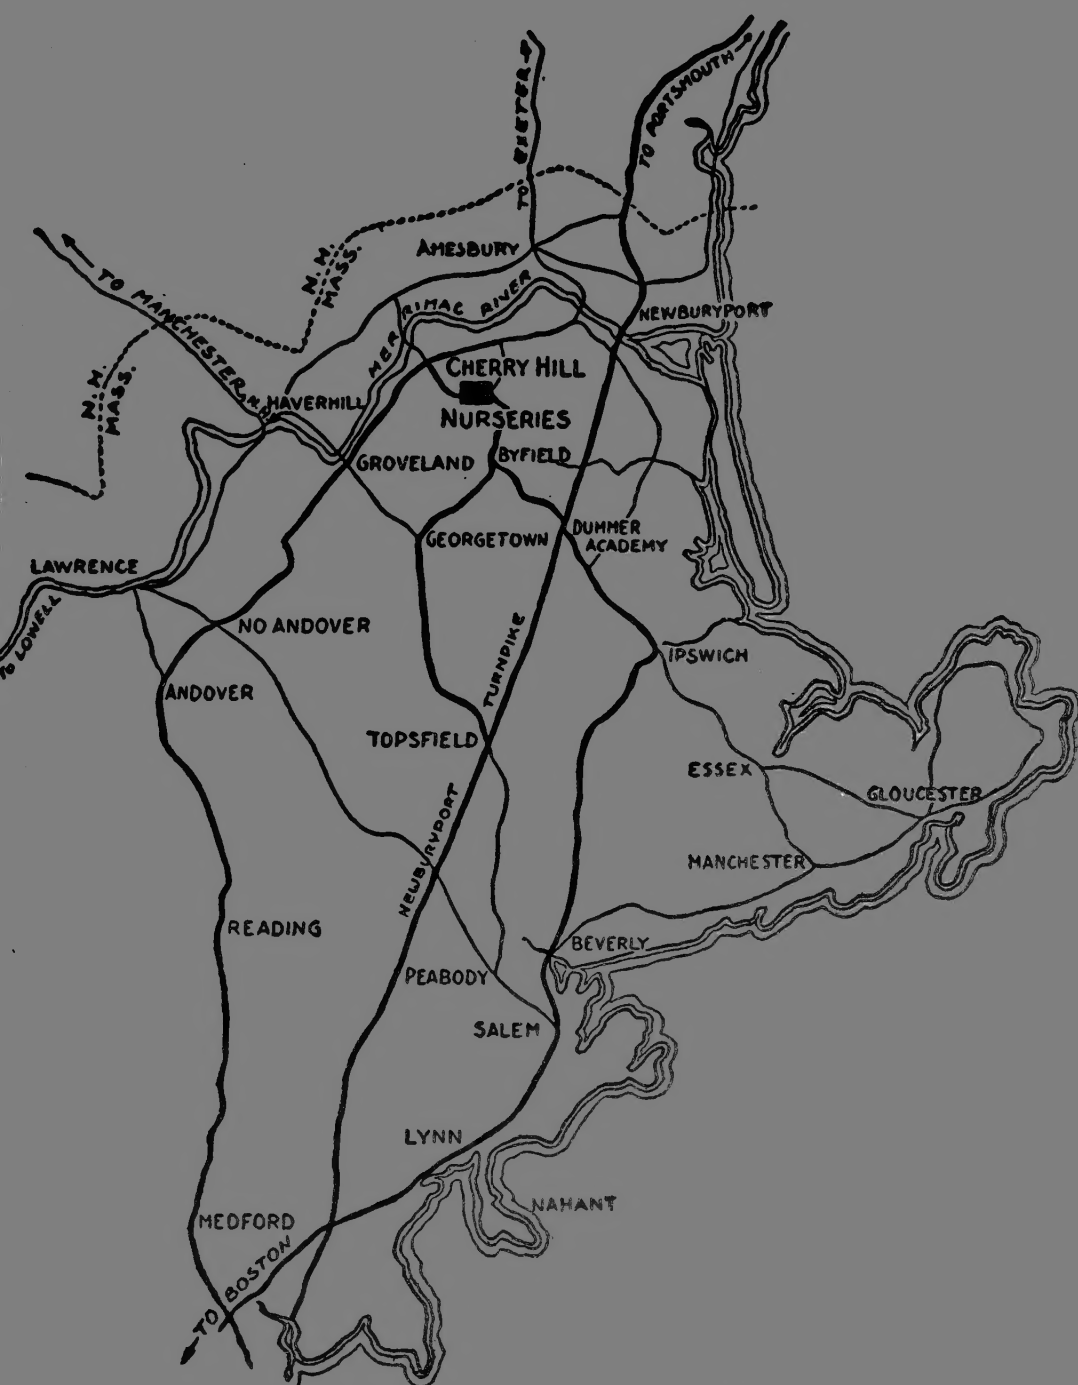 TO PORTSMOUTH
TO EXETER
AMESBURY
N.H.
MASS.
TO MANCHESTER, N.H.
MERRIMAC RIVER
NEWBURYPORT
N.H.
MASS.
CHERRY HILL
NURSERIES
HAVERHILL
GROVELAND
BYFIELD
GEORGETOWN
DUMMER
ACADEMY
LAWRENCE
TO LOWELL
NO ANDOVER
IPSWICH
ANDOVER
NEWBURYPORT TURNPIKE
TOPSFIELD
ESSEX
GLOUCESTER
MANCHESTER
READING
BEVERLY
PEABODY
SALEM
LYNN
NAHANT
MEDFORD
TO BOSTON